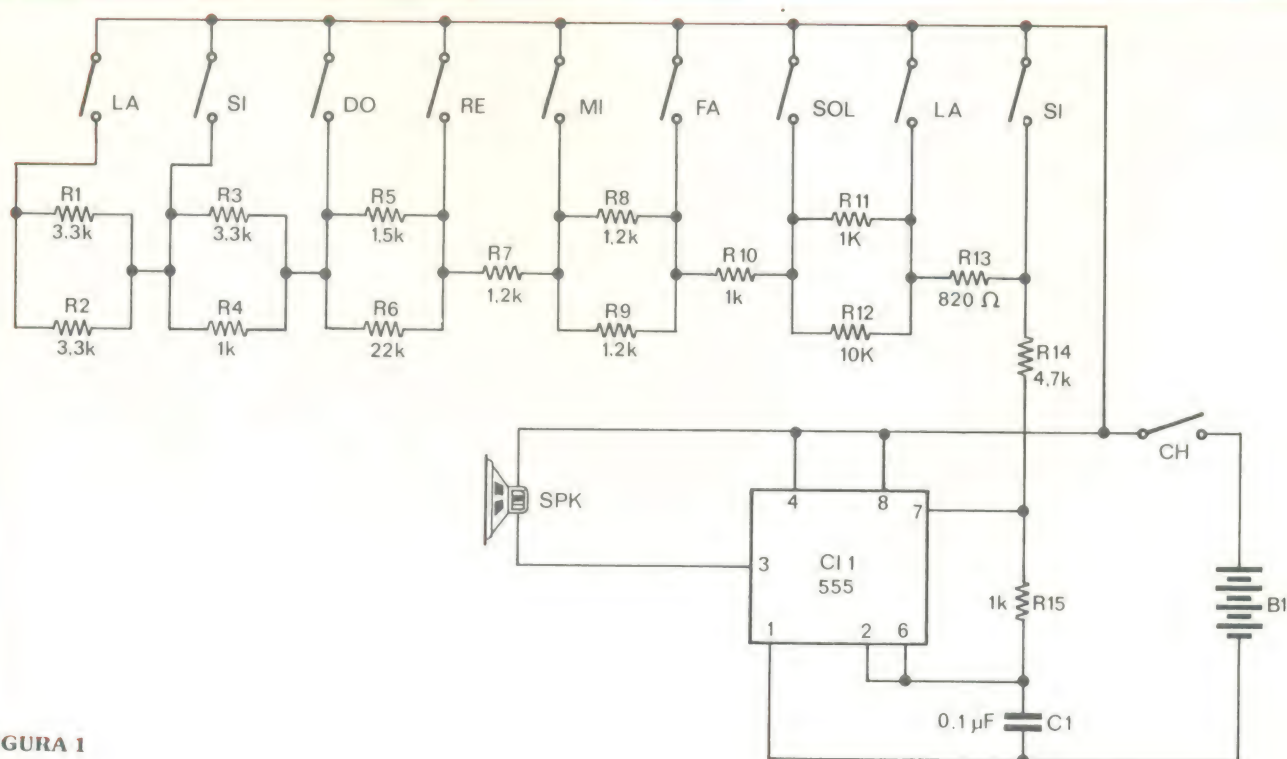 LA SI DO RE MI FA SOL LA SI
R1 R3 R5 R8 R11
3.3k 3.3k 1,5k 1,2k 1K
R7 R10 R13
1,2k 1k 820 Ω
R2 R4 R6 R9 R12
3,3k 1k 22k 1.2k 10K
R14
4,7k
CH
SPK
4 8
7
3 CI 1
555
1k R15
B1
1 2 6
0.1 µF C1
GURA 1